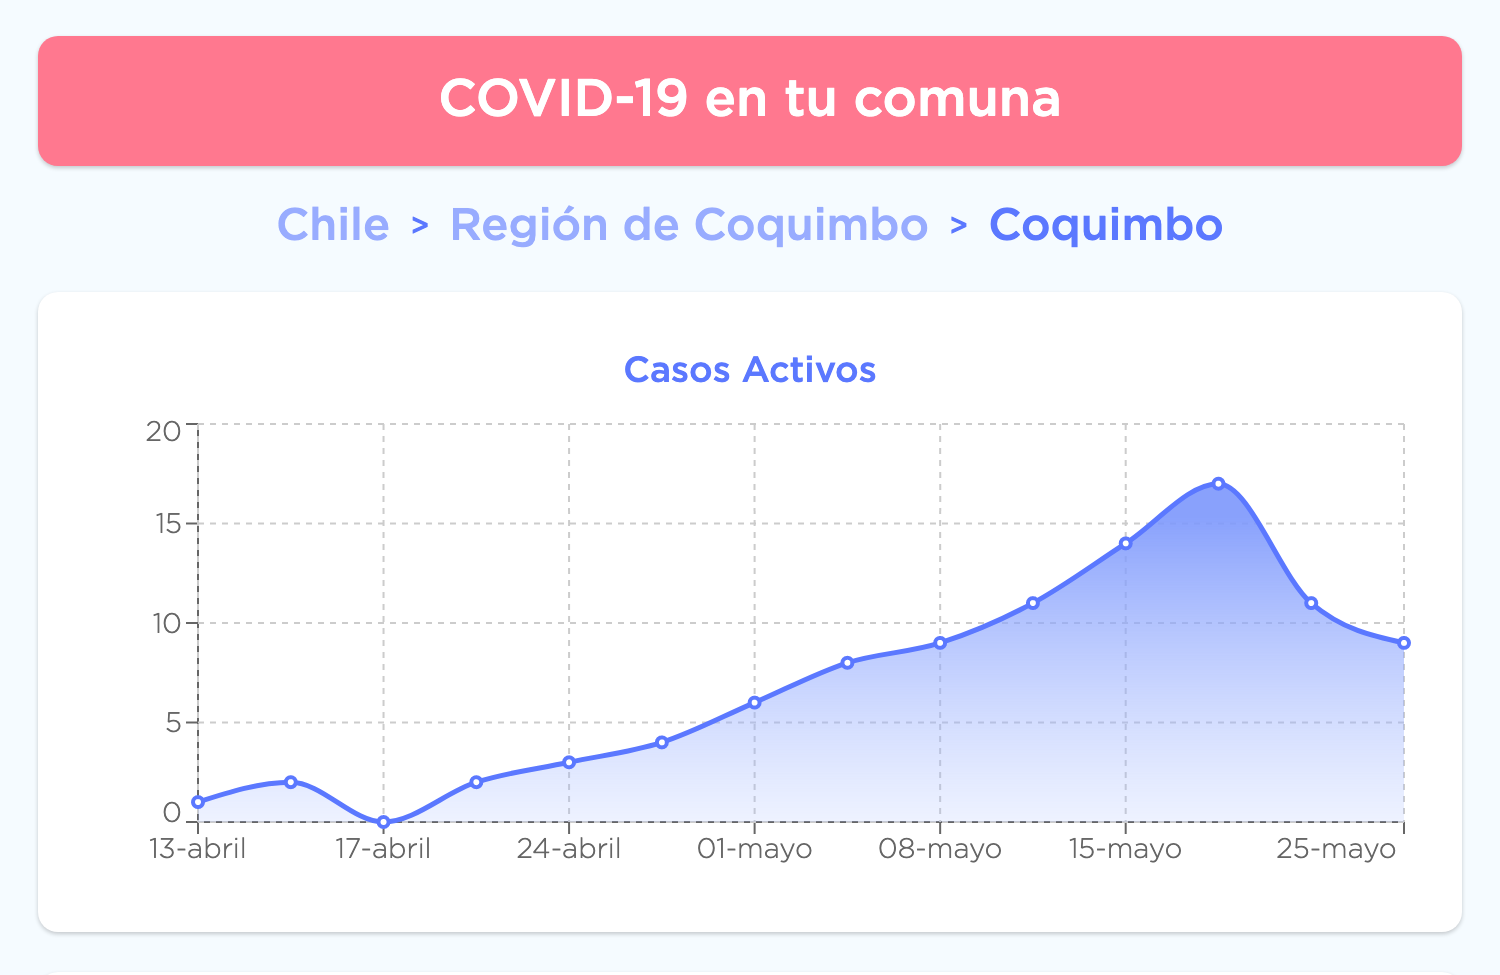 COVID-19 en tu comuna
Chile > Región de Coquimbo > Coquimbo
Casos Activos
20
15
10
5
0
13-abril 17-abril 24-abril 01-mayo 08-mayo 15-mayo 25-mayo